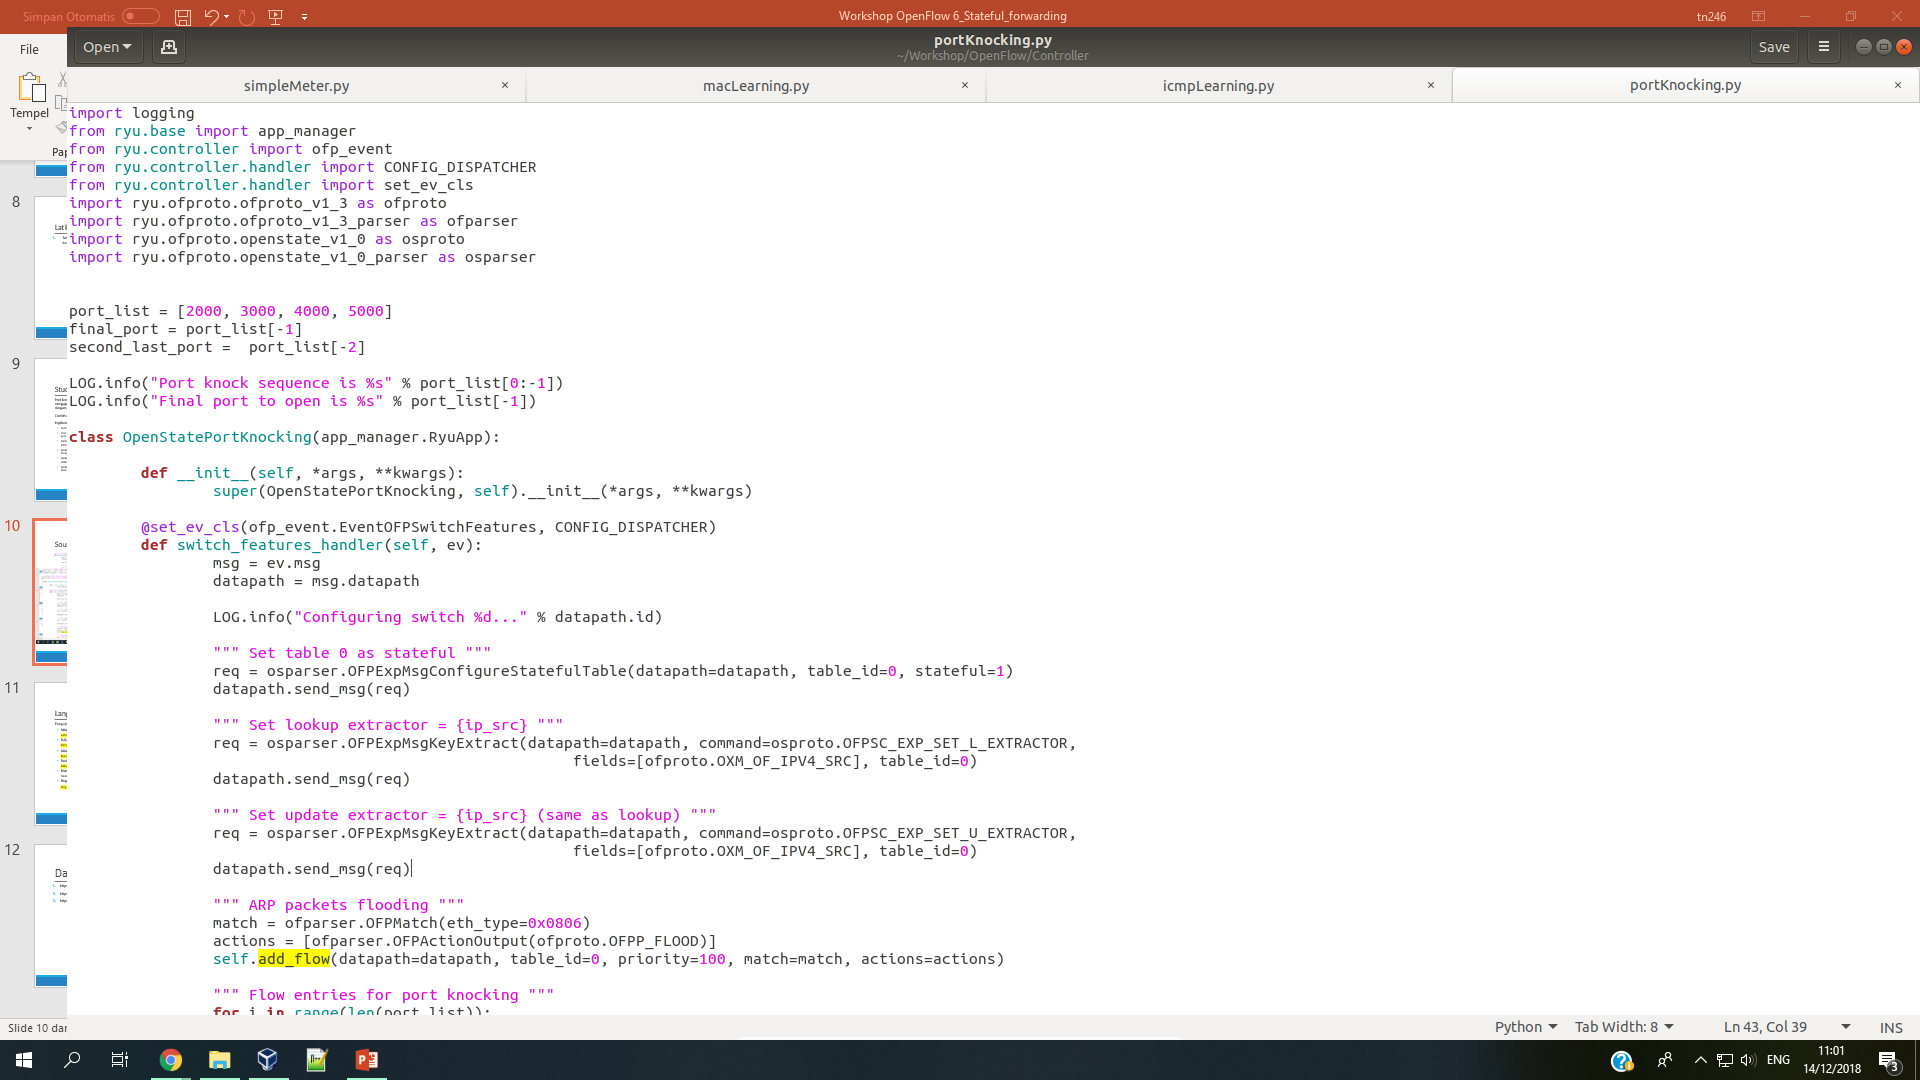 Simpan Otomatis
Workshop OpenFlow 6_Stateful_forwarding
tn246
File
Open
portKnocking.py
~/Workshop/OpenFlow/Controller
Save
Tempel
simpleMeter.py
macLearning.py
icmpLearning.py
portKnocking.py
import logging
from ryu.base import app_manager
from ryu.controller import ofp_event
from ryu.controller.handler import CONFIG_DISPATCHER
from ryu.controller.handler import set_ev_cls
import ryu.ofproto.ofproto_v1_3 as ofproto
import ryu.ofproto.ofproto_v1_3_parser as ofparser
import ryu.ofproto.openstate_v1_0 as osproto
import ryu.ofproto.openstate_v1_0_parser as osparser
port_list = [2000, 3000, 4000, 5000]
final_port = port_list[-1]
second_last_port =  port_list[-2]
LOG.info("Port knock sequence is %s" % port_list[0:-1])
LOG.info("Final port to open is %s" % port_list[-1])
class OpenStatePortKnocking(app_manager.RyuApp):
def __init__(self, *args, **kwargs):
super(OpenStatePortKnocking, self).__init__(*args, **kwargs)
@set_ev_cls(ofp_event.EventOFPSwitchFeatures, CONFIG_DISPATCHER)
def switch_features_handler(self, ev):
msg = ev.msg
datapath = msg.datapath
LOG.info("Configuring switch %d..." % datapath.id)
""" Set table 0 as stateful """
req = osparser.OFPExpMsgConfigureStatefulTable(datapath=datapath, table_id=0, stateful=1)
datapath.send_msg(req)
""" Set lookup extractor = {ip_src} """
req = osparser.OFPExpMsgKeyExtract(datapath=datapath, command=osproto.OFPSC_EXP_SET_L_EXTRACTOR,
fields=[ofproto.OXM_OF_IPV4_SRC], table_id=0)
datapath.send_msg(req)
""" Set update extractor = {ip_src} (same as lookup) """
req = osparser.OFPExpMsgKeyExtract(datapath=datapath, command=osproto.OFPSC_EXP_SET_U_EXTRACTOR,
fields=[ofproto.OXM_OF_IPV4_SRC], table_id=0)
datapath.send_msg(req)
""" ARP packets flooding """
match = ofparser.OFPMatch(eth_type=0x0806)
actions = [ofparser.OFPActionOutput(ofproto.OFPP_FLOOD)]
self.add_flow(datapath=datapath, table_id=0, priority=100, match=match, actions=actions)
""" Flow entries for port knocking """
for i in range(len(port_list)):
8
9
10
11
12
Slide 10 dar
Python
Tab Width: 8
Ln 43, Col 39
INS
ENG
11:01
14/12/2018
3